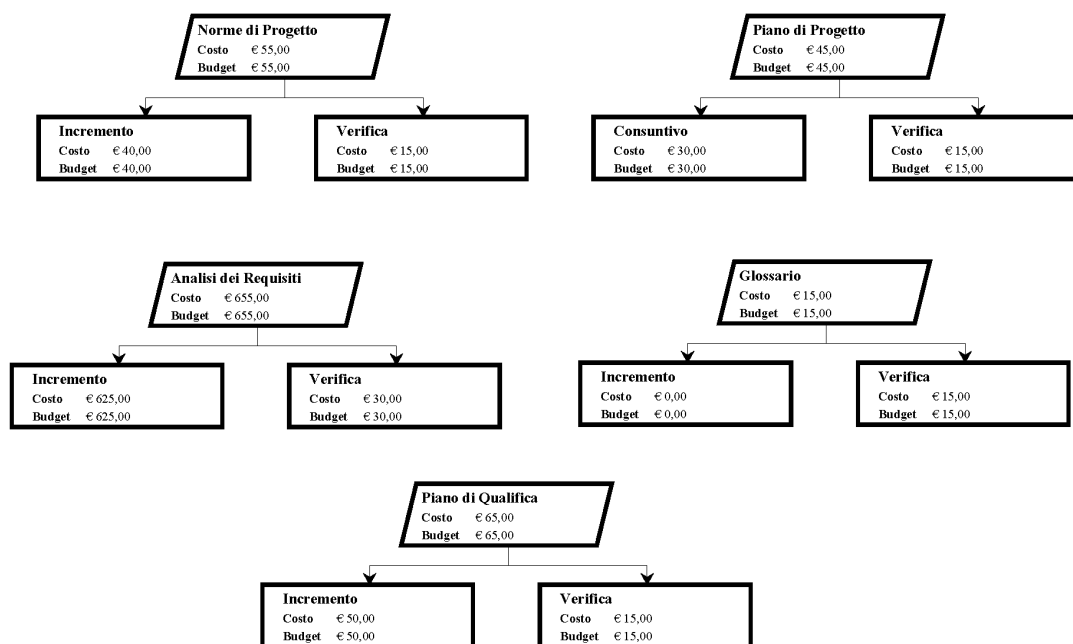 Norme di Progetto
Costo € 55,00
Budget € 55,00
Piano di Progetto
Costo € 45,00
Budget € 45,00
Incremento
Costo € 40,00
Budget € 40,00
Verifica
Costo € 15,00
Budget € 15,00
Consuntivo
Costo € 30,00
Budget € 30,00
Verifica
Costo € 15,00
Budget € 15,00
Analisi dei Requisiti
Costo € 655,00
Budget € 655,00
Glossario
Costo € 15,00
Budget € 15,00
Incremento
Costo € 625,00
Budget € 625,00
Verifica
Costo € 30,00
Budget € 30,00
Incremento
Costo € 0,00
Budget € 0,00
Verifica
Costo € 15,00
Budget € 15,00
Piano di Qualifica
Costo € 65,00
Budget € 65,00
Incremento
Costo € 50,00
Budget € 50,00
Verifica
Costo € 15,00
Budget € 15,00